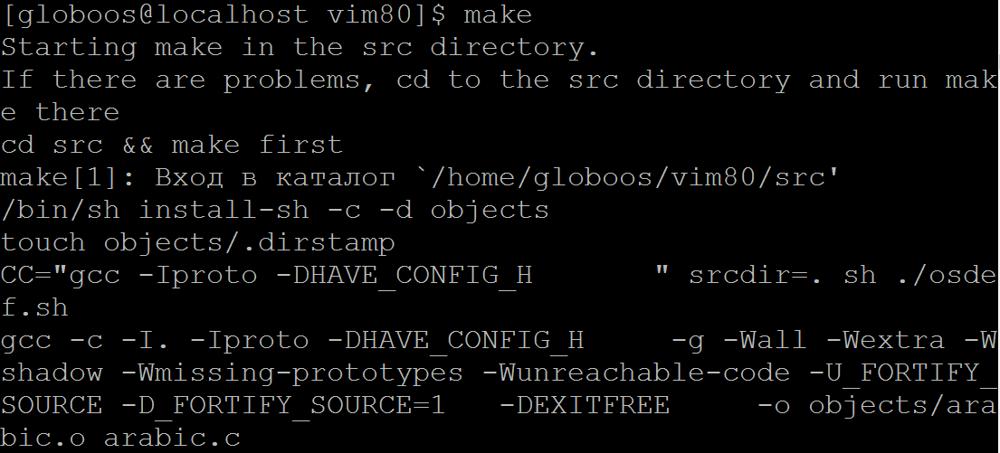 [globoos@localhost vim80]$ make
Starting make in the src directory.
If there are problems, cd to the src directory and run mak
e there
cd src && make first
make[1]: Вход в каталог `/home/globoos/vim80/src'
/bin/sh install-sh -c -d objects
touch objects/.dirstamp
CC="gcc -Iproto -DHAVE_CONFIG_H       " srcdir=. sh ./osde
f.sh
gcc -c -I. -Iproto -DHAVE_CONFIG_H     -g -Wall -Wextra -W
shadow -Wmissing-prototypes -Wunreachable-code -U_FORTIFY_
SOURCE -D_FORTIFY_SOURCE=1   -DEXITFREE     -o objects/ara
bic.o arabic.c